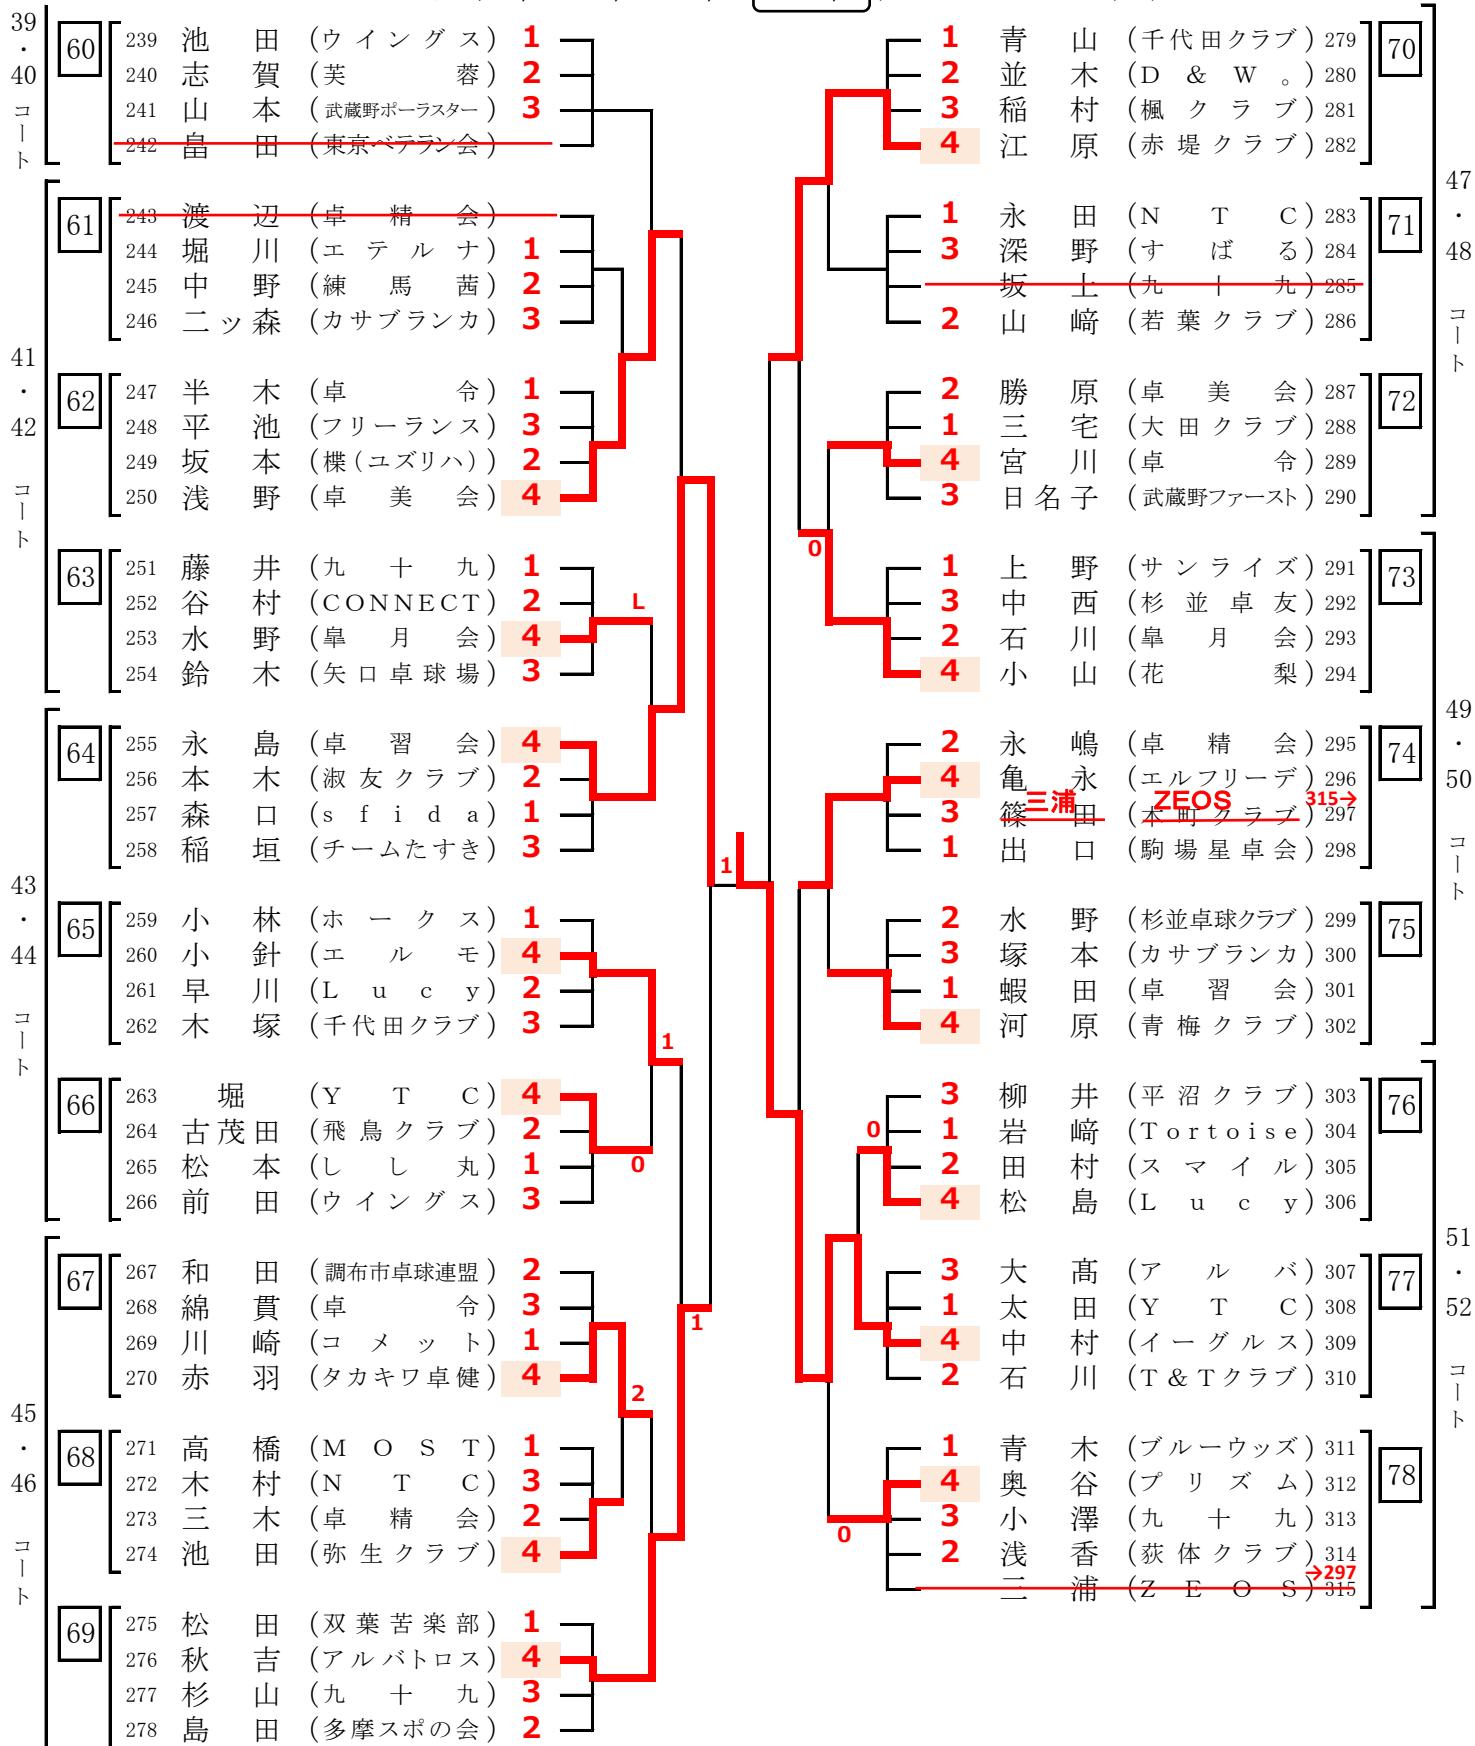 39・40コート
60
239 池田 (ウイングス) 1
240 志賀 (芙蓉) 2
241 山本 (武蔵野ポーラスター) 3
242 畠田 (東京ベテラン会)
41・42コート
61
243 渡辺 (卓精会)
244 堀川 (エテルナ) 1
245 中野 (練馬茜) 2
246 二ッ森 (カサブランカ) 3
62
247 半木 (卓令) 1
248 平池 (フリーランス) 3
249 坂本 (楪(ユズリハ)) 2
250 浅野 (卓美会) 4
63
251 藤井 (九十九) 1
252 谷村 (CONNECT) 2
L
253 水野 (皐月会) 4
254 鈴木 (矢口卓球場) 3
43・44コート
64
255 永島 (卓習会) 4
256 本木 (淑友クラブ) 2
257 森口 (sfida) 1
258 稲垣 (チームたすき) 3
1
65
259 小林 (ホークス) 1
260 小針 (エルモ) 4
261 早川 (Lucy) 2
262 木塚 (千代田クラブ) 3
1
66
263 堀 (YTC) 4
264 古茂田 (飛鳥クラブ) 2
265 松本 (しし丸) 1
0
266 前田 (ウイングス) 3
45・46コート
67
267 和田 (調布市卓球連盟) 2
268 綿貫 (卓令) 3
1
269 川崎 (コメット) 1
270 赤羽 (タカキワ卓健) 4
2
68
271 高橋 (MOST) 1
272 木村 (NTC) 3
273 三木 (卓精会) 2
274 池田 (弥生クラブ) 4
69
275 松田 (双葉苦楽部) 1
276 秋吉 (アルバトロス) 4
277 杉山 (九十九) 3
278 島田 (多摩スポの会) 2
47・48コート
1 青山 (千代田クラブ) 279
70
2 並木 (D&W。) 280
3 稲村 (楓クラブ) 281
4 江原 (赤堤クラブ) 282
1 永田 (NTC) 283
71
3 深野 (すばる) 284
坂上 (九十九) 285
2 山﨑 (若葉クラブ) 286
2 勝原 (卓美会) 287
72
1 三宅 (大田クラブ) 288
4 宮川 (卓令) 289
3 日名子 (武蔵野ファースト) 290
0
49・50コート
1 上野 (サンライズ) 291
73
3 中西 (杉並卓友) 292
2 石川 (皐月会) 293
4 小山 (花梨) 294
2 永嶋 (卓精会) 295
74
4 亀永 (エルフリーデ) 296
三浦 ZEOS 315→
3 篠田 (本町クラブ) 297
1 出口 (駒場星卓会) 298
2 水野 (杉並卓球クラブ) 299
75
3 塚本 (カサブランカ) 300
1 蝦田 (卓習会) 301
4 河原 (青梅クラブ) 302
51・52コート
3 柳井 (平沼クラブ) 303
76
0
1 岩﨑 (Tortoise) 304
2 田村 (スマイル) 305
4 松島 (Lucy) 306
3 大髙 (アルバ) 307
77
1 太田 (YTC) 308
4 中村 (イーグルス) 309
2 石川 (T&Tクラブ) 310
1 青木 (ブルーウッズ) 311
78
4 奥谷 (プリズム) 312
3 小澤 (九十九) 313
0
2 浅香 (荻体クラブ) 314
→297
三浦 (ZEOS) 315